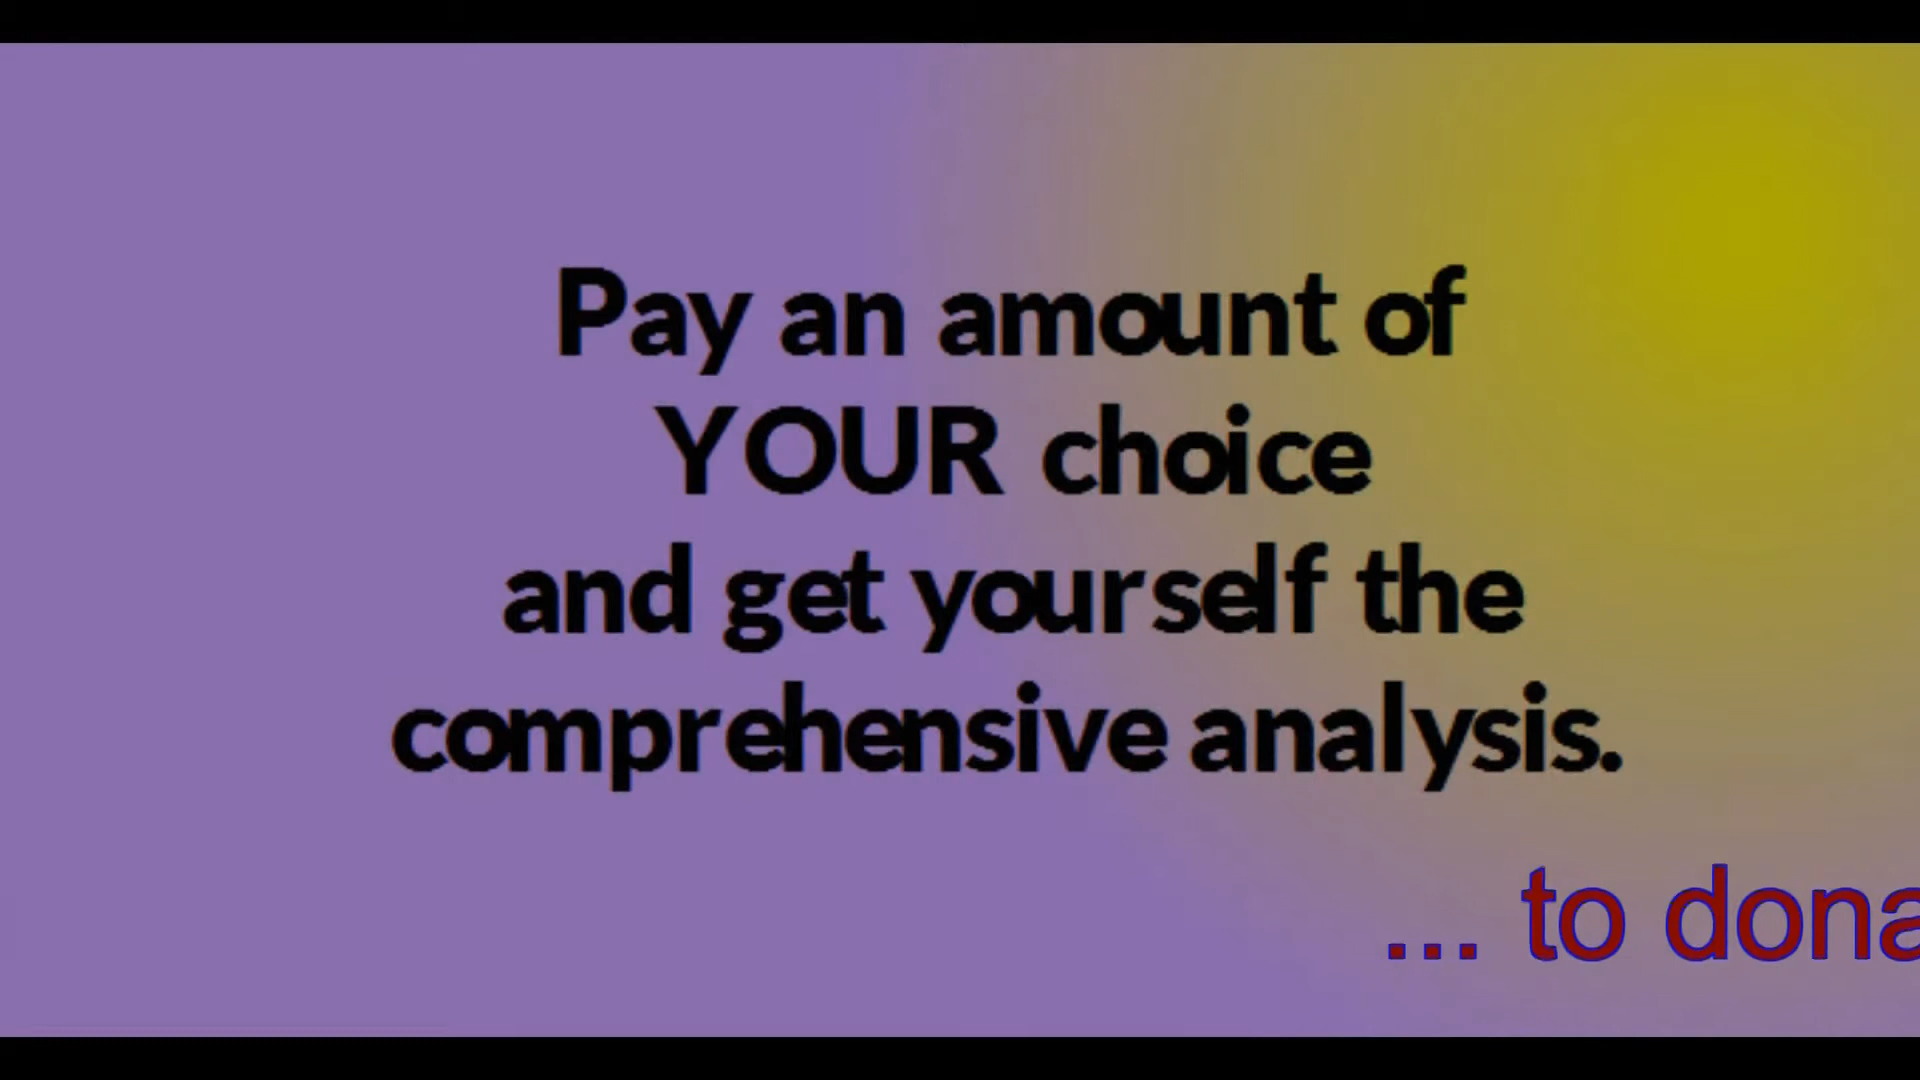 Pay an amount of
YOUR choice
and get yourself the
comprehensive analysis.
... to dona